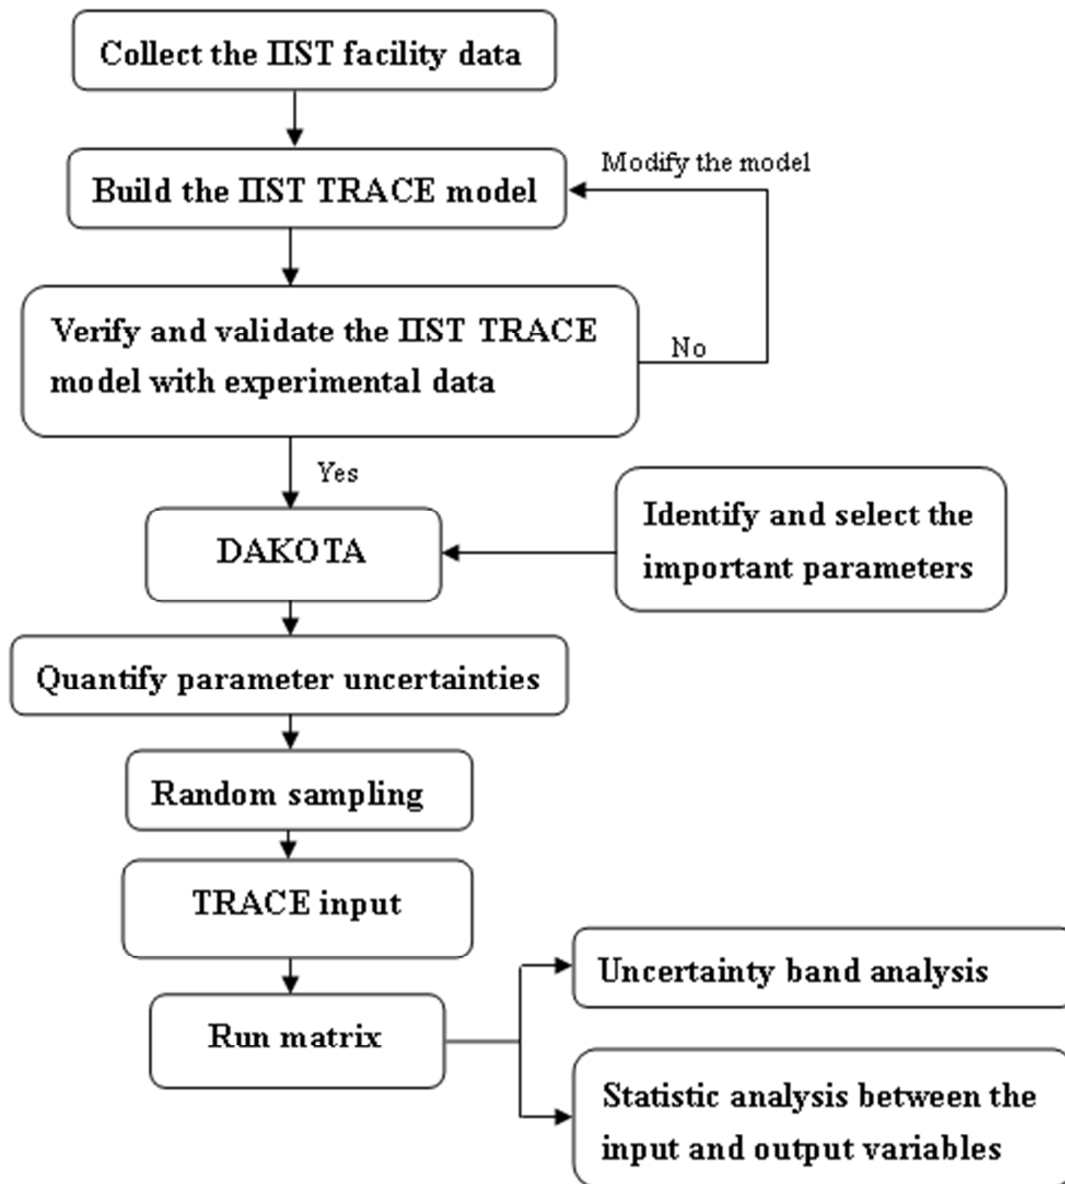 Collect the IIST facility data
Build the IIST TRACE model
Modify the model
Verify and validate the IIST TRACE
model with experimental data
No
Yes
DAKOTA
Identify and select the
important parameters
Quantify parameter uncertainties
Random sampling
TRACE input
Run matrix
Uncertainty band analysis
Statistic analysis between the
input and output variables